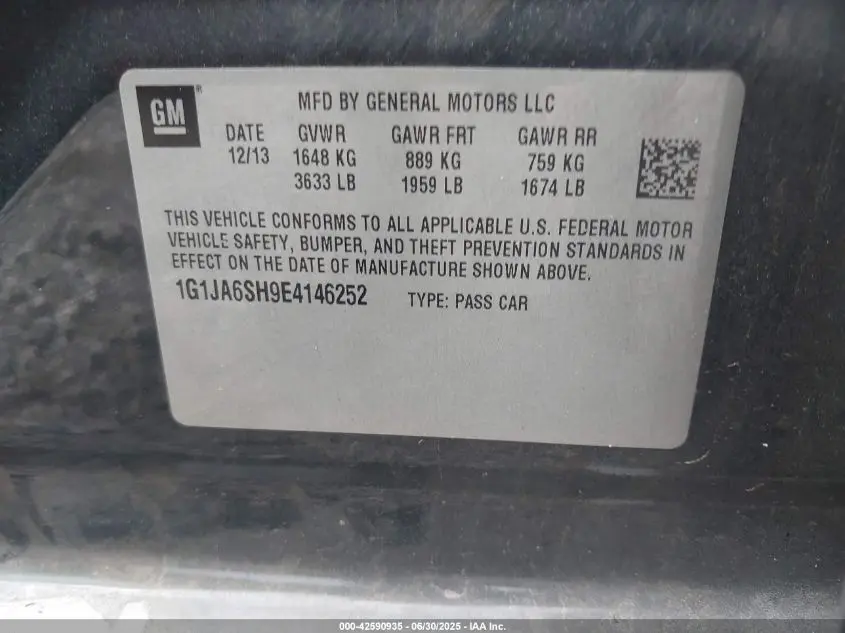 GM®
MFD BY GENERAL MOTORS LLC
DATE GVWR GAWR FRT GAWR RR
12/13 1648 KG 889 KG 759 KG
3633 LB 1959 LB 1674 LB
THIS VEHICLE CONFORMS TO ALL APPLICABLE U.S. FEDERAL MOTOR
VEHICLE SAFETY, BUMPER, AND THEFT PREVENTION STANDARDS IN
EFFECT ON THE DATE OF MANUFACTURE SHOWN ABOVE.
1G1JA6SH9E4146252 TYPE: PASS CAR
000-42590935 - 06/30/2025 - IAA Inc.